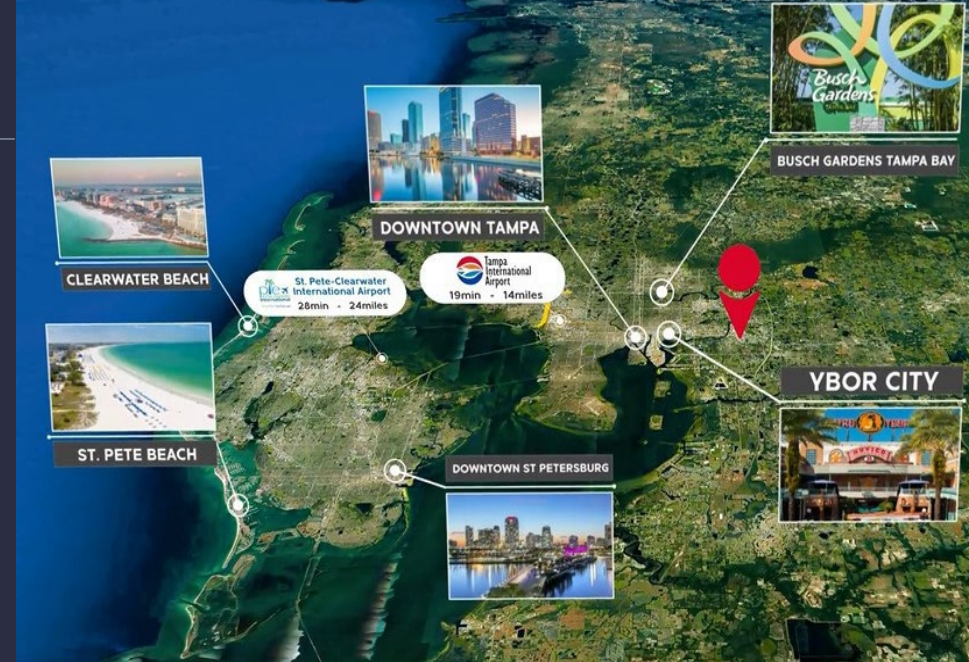 Busch
Gardens
BUSCH GARDENS TAMPA BAY
DOWNTOWN TAMPA
CLEARWATER BEACH
pie
St. Pete-Clearwater
International Airport
28min - 24miles
Tampa
International
Airport
19min - 14miles
YBOR CITY
ST. PETE BEACH
DOWNTOWN ST PETERSBURG